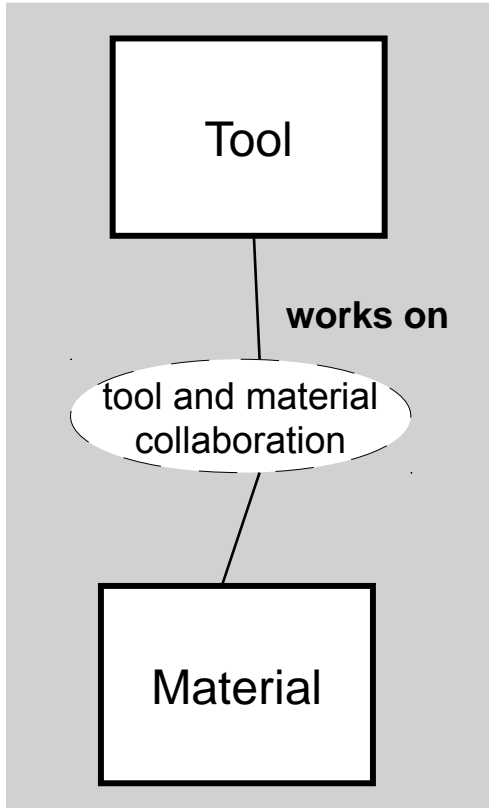 Tool
works on
tool and material
collaboration
Material